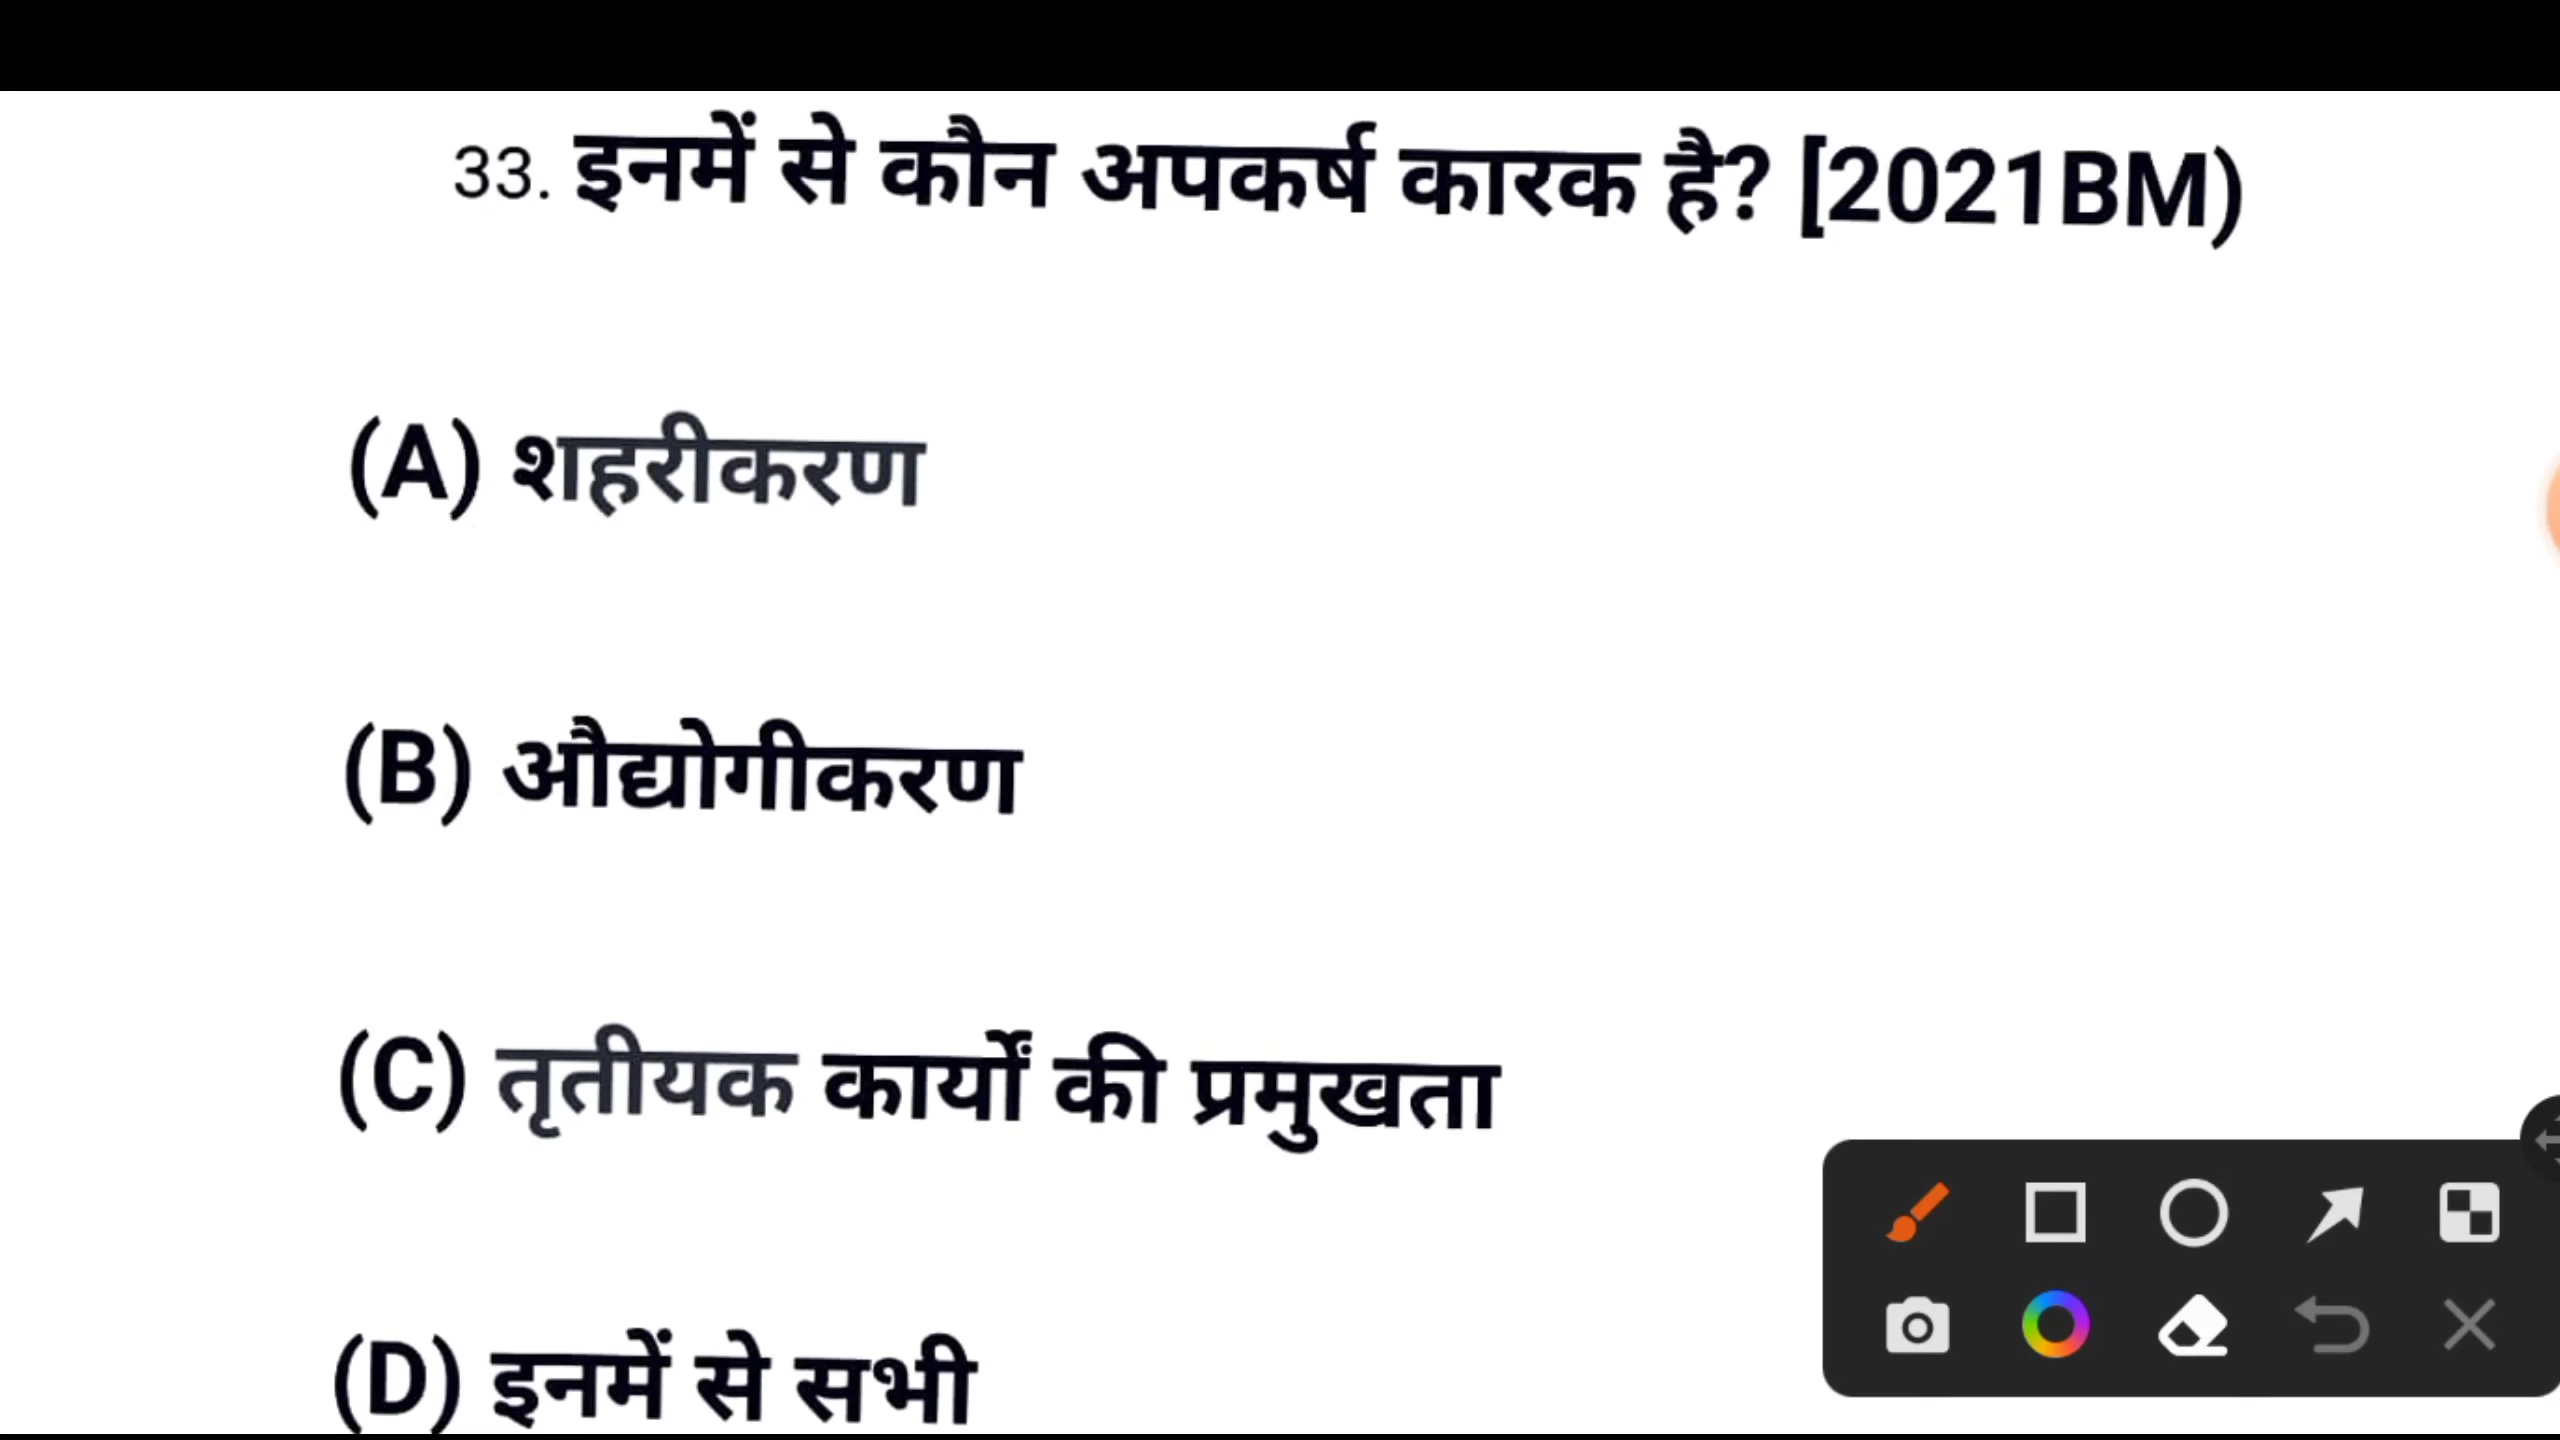 33. इनमें से कौन अपकर्ष कारक है? [2021BM)
(A) शहरीकरण
(B) औद्योगीकरण
(C) तृतीयक कार्यों की प्रमुखता
(D) इनमें से सभी